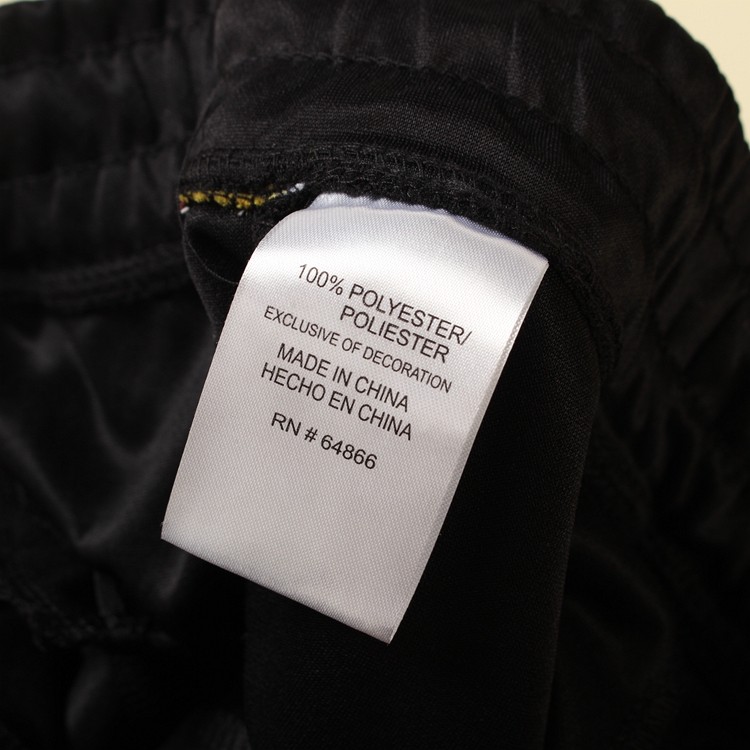 100% POLYESTER/
POLIESTER
EXCLUSIVE OF DECORATION
MADE IN CHINA
HECHO EN CHINA
RN # 64866